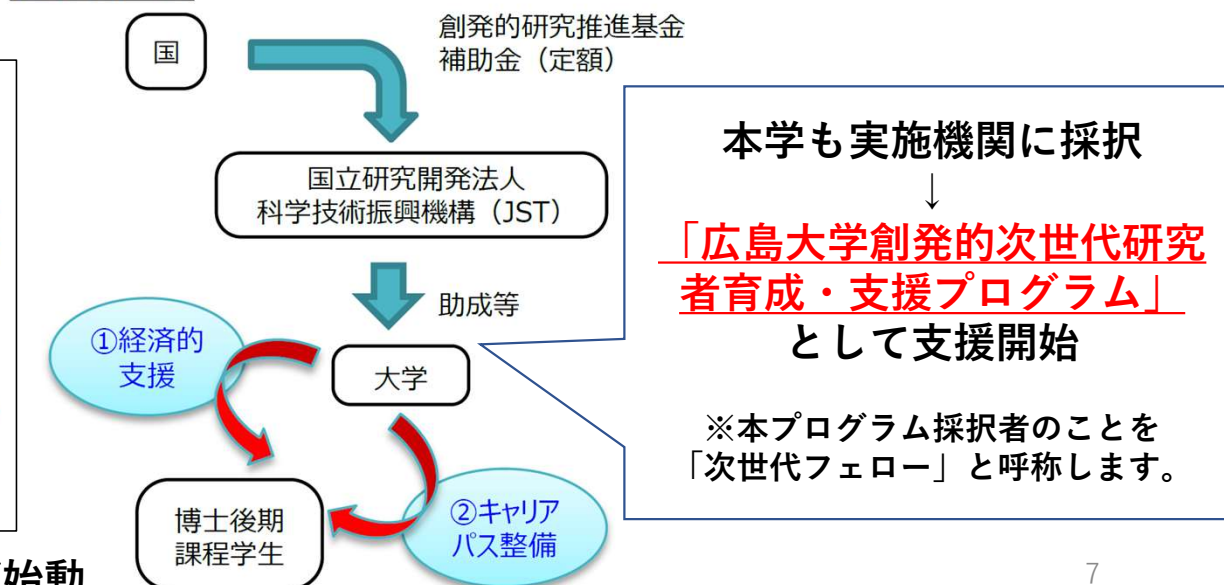 国
創発的研究推進基金
補助金（定額）
国立研究開発法人
科学技術振興機構（JST）
助成等
①経済的
支援
大学
博士後期
課程学生
②キャリア
パス整備
本学も実施機関に採択
↓
「広島大学創発的次世代研究
者育成・支援プログラム」
として支援開始
※本プログラム採択者のことを
「次世代フェロー」と呼称します。
始動
7